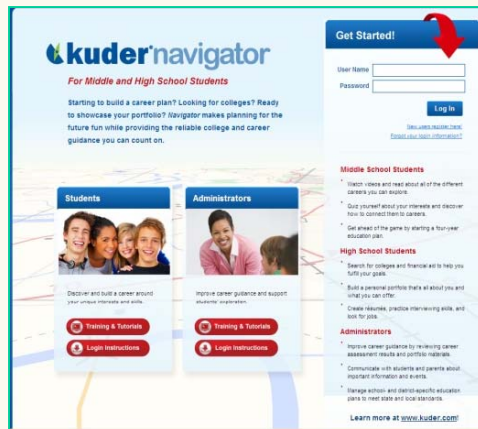 kuder navigator
For Middle and High School Students
Starting to build a career plan? Looking for colleges? Ready
to showcase your portfolio? Navigator makes planning for the
future fun while providing the reliable college and career
guidance you can count on.
Students
Discover and build a career around
your unique interests and skills.
Training & Tutorials
Login Instructions
Administrators
Improve career guidance and support
students' exploration.
Training & Tutorials
Login Instructions
Get Started!
User Name
Password
Log In
New users register here!
Forgot your login information?
Middle School Students
Watch videos and read about all of the different
careers you can explore.
Quiz yourself about your interests and discover
how to connect them to careers.
Get ahead of the game by starting a four-year
education plan.
High School Students
Search for colleges and financial aid to help you
fulfill your goals.
Build a personal portfolio that's all about you and
what you can offer.
Create résumés, practice interviewing skills, and
look for jobs.
Administrators
Improve career guidance by reviewing career
assessment results and portfolio materials.
Communicate with students and parents about
important information and events.
Manage school- and district-specific education
plans to meet state and local standards.
Learn more at www.kuder.com!